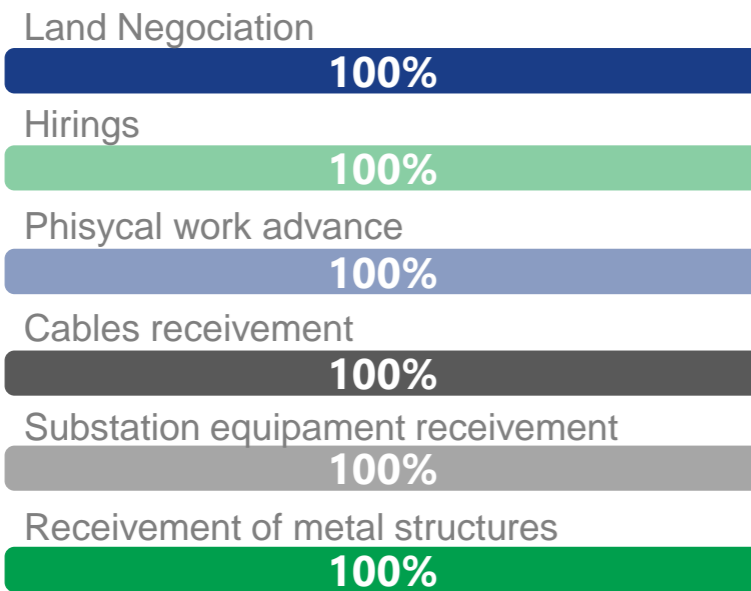 Land Negociation
100%
Hirings
100%
Phisycal work advance
100%
Cables receivement
100%
Substation equipament receivement
100%
Receivement of metal structures
100%